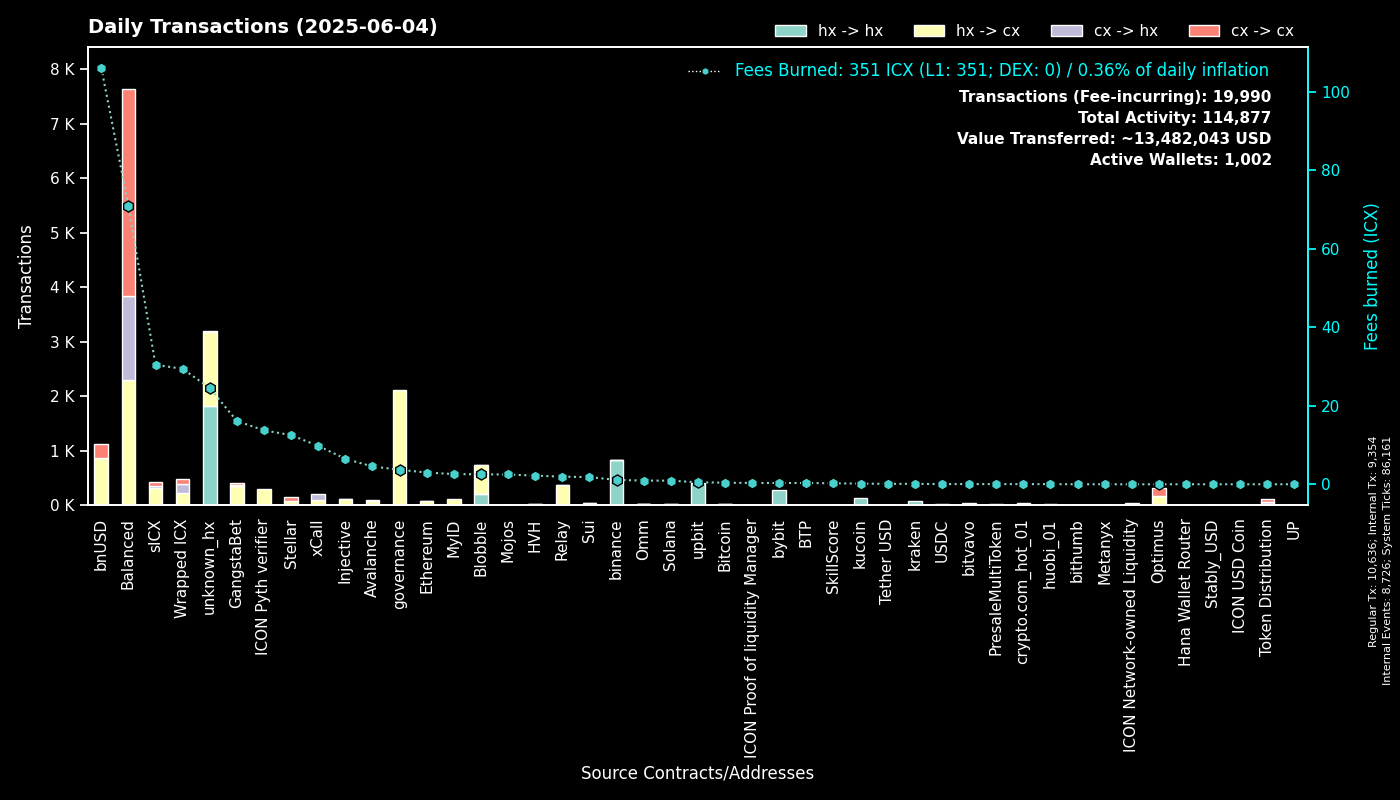 Daily Transactions (2025-06-04)
hx -> hx
hx -> cx
cx -> hx
cx -> cx
Fees Burned: 351 ICX (L1: 351; DEX: 0) / 0.36% of daily inflation
Transactions (Fee-incurring): 19,990
Total Activity: 114,877
Value Transferred: ~13,482,043 USD
Active Wallets: 1,002
Transactions
8 K
7 K
6 K
5 K
4 K
3 K
2 K
1 K
0 K
100
80
60
40
20
0
Fees burned (ICX)
bnUSD
Balanced
sICX
Wrapped ICX
unknown_hx
GangstaBet
ICON Pyth verifier
Stellar
xCall
Injective
Avalanche
governance
Ethereum
MyID
Blobble
Mojos
HVH
Relay
Sui
binance
Omm
Solana
upbit
Bitcoin
ICON Proof of liquidity Manager
bybit
BTP
SkillScore
kucoin
Tether USD
kraken
USDC
bitvavo
PresaleMultiToken
crypto.com_hot_01
huobi_01
bithumb
Metanyx
ICON Network-owned Liquidity
Optimus
Hana Wallet Router
Stably_USD
ICON USD Coin
Token Distribution
UP
Source Contracts/Addresses
Regular Tx: 10,636; Internal Tx: 9,354
Internal Events: 8,726; System Ticks: 86,161